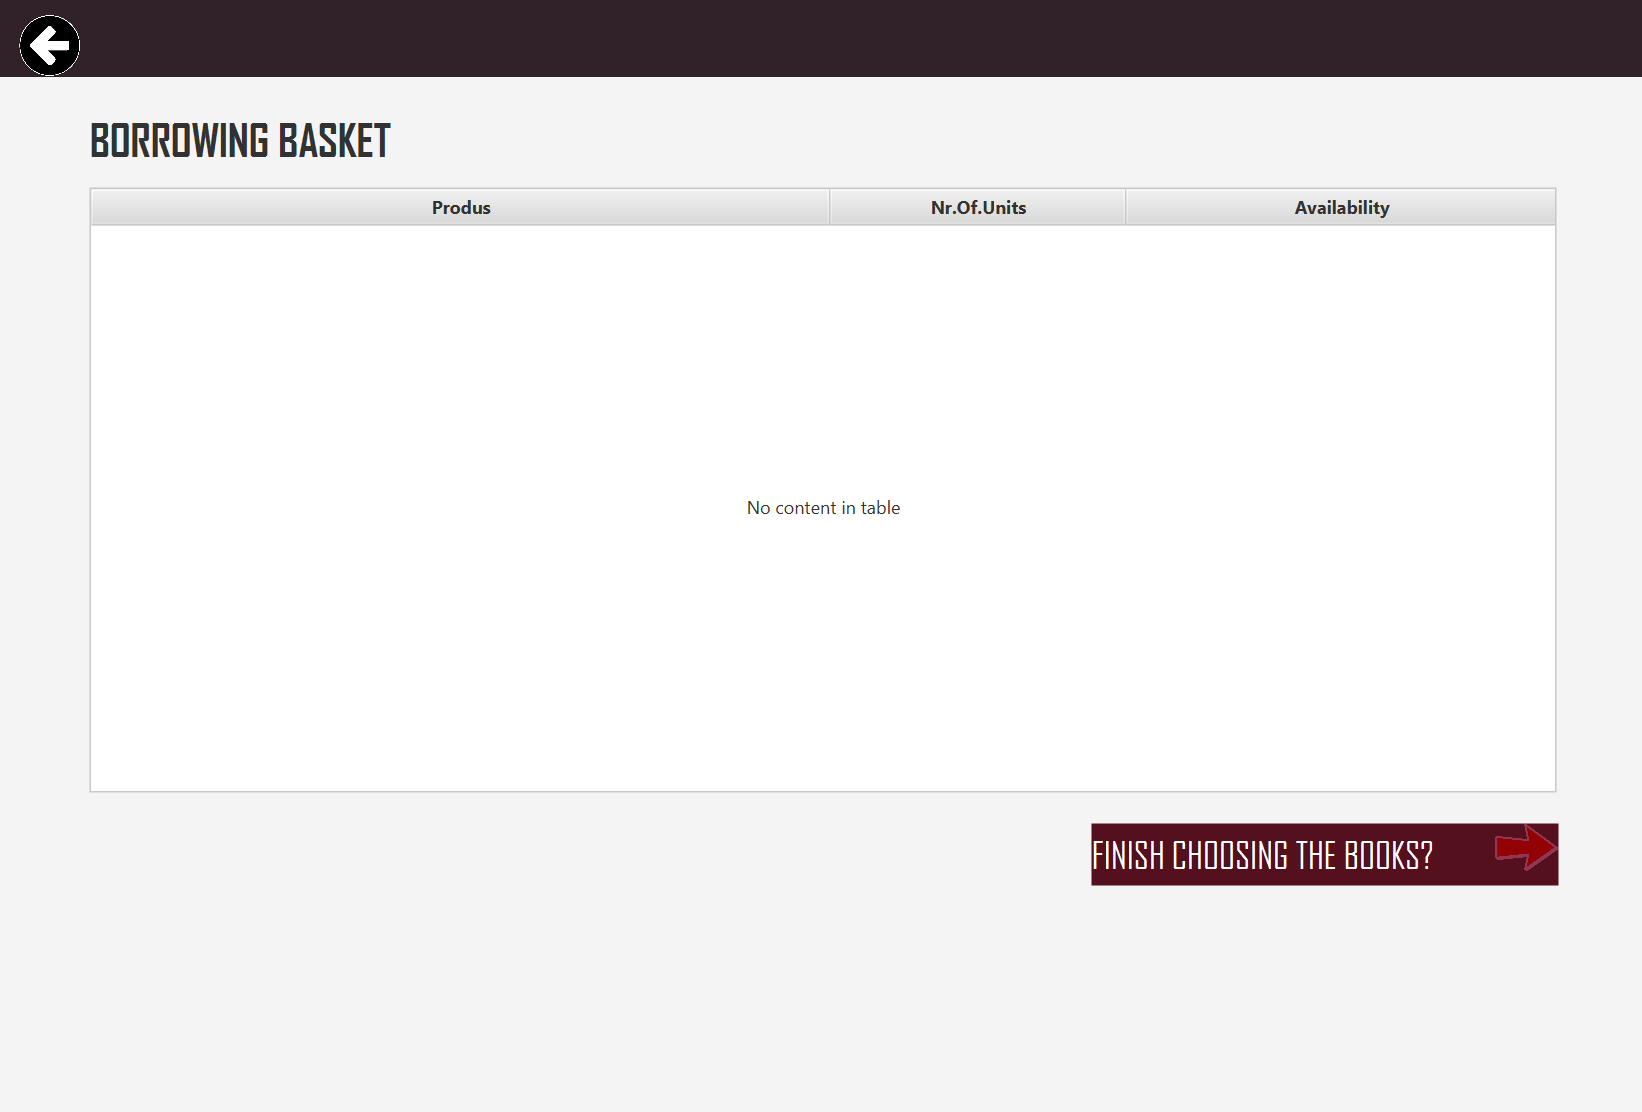 BORROWING BASKET
Produs Nr.Of.Units Availability
No content in table
FINISH CHOOSING THE BOOKS?